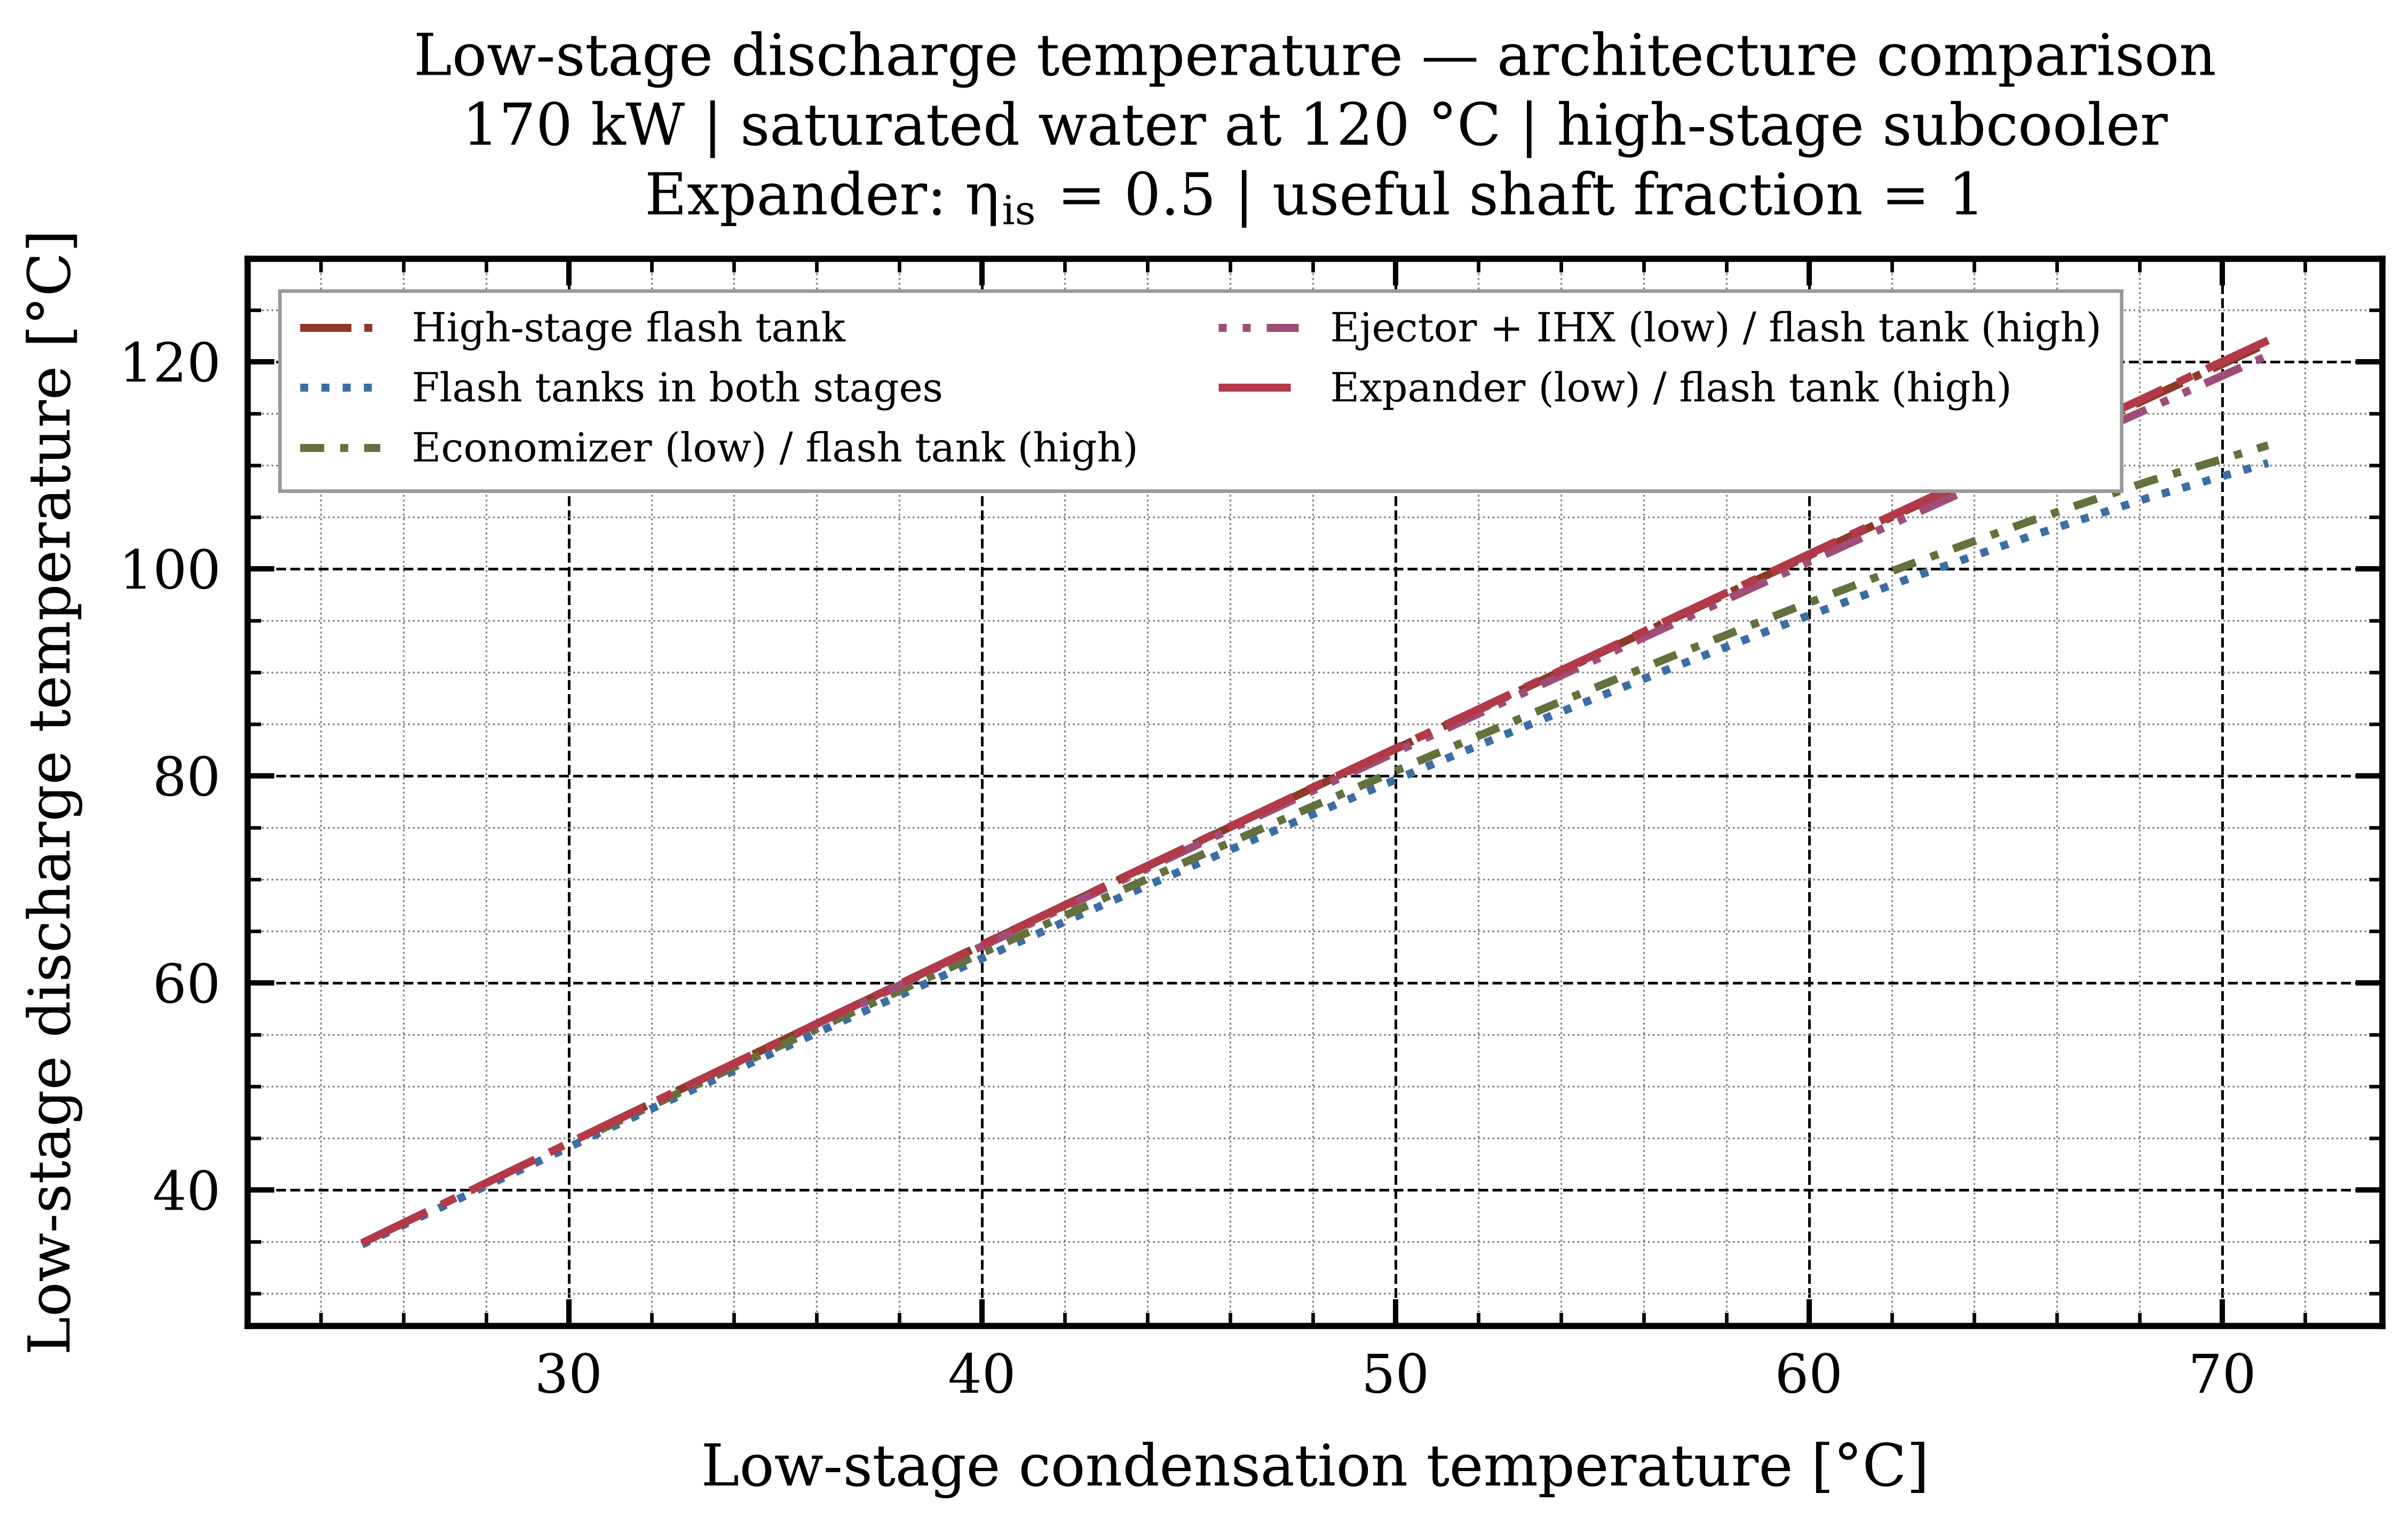 Low-stage discharge temperature — architecture comparison
170 kW | saturated water at 120 °C | high-stage subcooler
Expander: ηis = 0.5 | useful shaft fraction = 1
Low-stage discharge temperature [°C]
120
100
80
60
40
High-stage flash tank
Flash tanks in both stages
Economizer (low) / flash tank (high)
Ejector + IHX (low) / flash tank (high)
Expander (low) / flash tank (high)
30 40 50 60 70
Low-stage condensation temperature [°C]